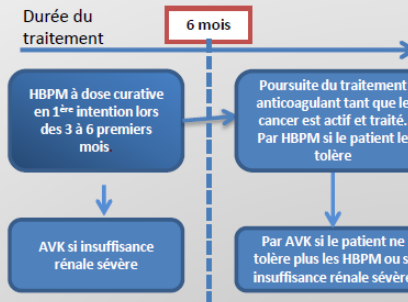 Durée du
traitement
6 mois
HBPM à dose curative
en 1ère intention lors
des 3 à 6 premiers
mois
Poursuite du traitement
anticoagulant tant que le
cancer est actif et traité.
Par HBPM si le patient le
tolère
AVK si insuffisance
rénale sévère
Par AVK si le patient ne
tolère plus les HBPM ou
insuffisance rénale sévère